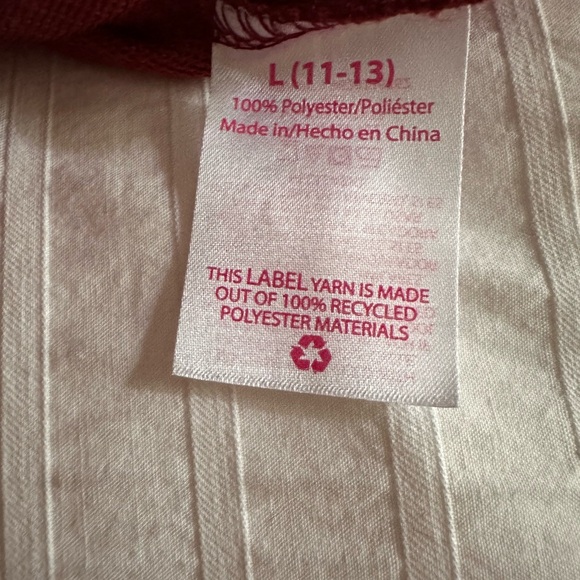 L (11-13)
100% Polyester/Poliéster
Made in/Hecho en China
THIS LABEL YARN IS MADE
OUT OF 100% RECYCLED
POLYESTER MATERIALS